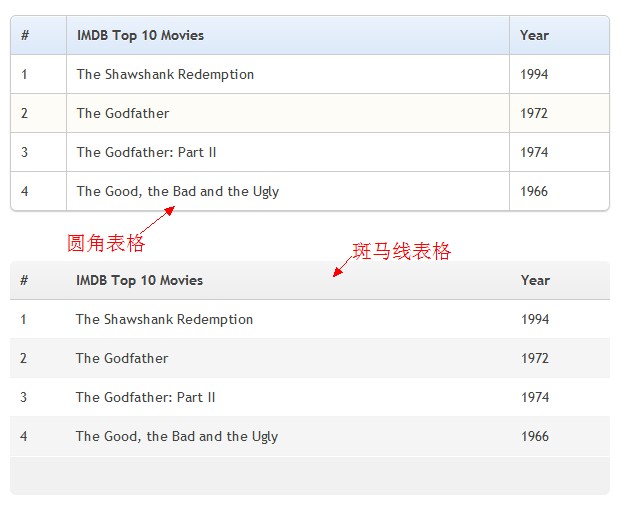 # IMDB Top 10 Movies Year
1 The Shawshank Redemption 1994
2 The Godfather 1972
3 The Godfather: Part II 1974
4 The Good, the Bad and the Ugly 1966
圆角表格
斑马线表格
# IMDB Top 10 Movies Year
1 The Shawshank Redemption 1994
2 The Godfather 1972
3 The Godfather: Part II 1974
4 The Good, the Bad and the Ugly 1966